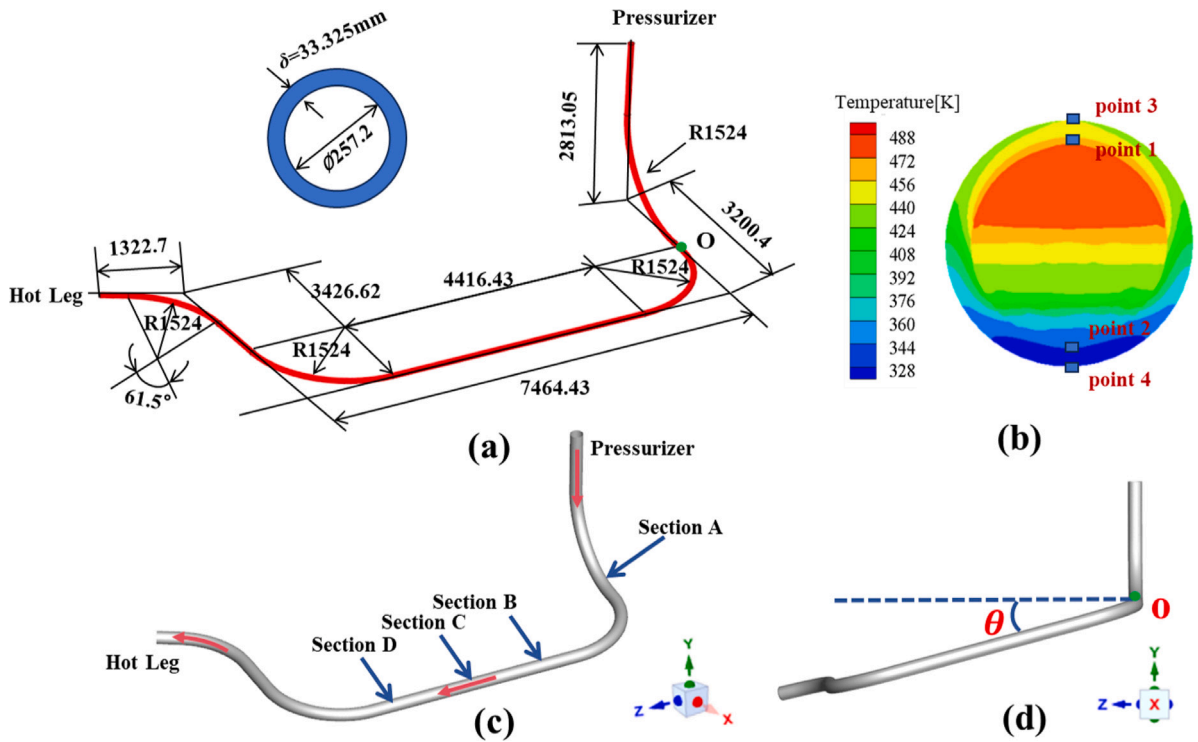 Pressurizer
δ=33.325mm
Ø257.2
2813.05
R1524
3200.4
O
1322.7
Hot Leg
R1524
3426.62
4416.43
R1524
R1524
61.5°
7464.43
(a)
Temperature[K]
488
472
456
440
424
408
392
376
360
344
328
point 3
point 1
point 2
point 4
(b)
Pressurizer
Section A
Section B
Section C
Section D
Hot Leg
Y
Z
X
(c)
θ
O
Y
Z
X
(d)